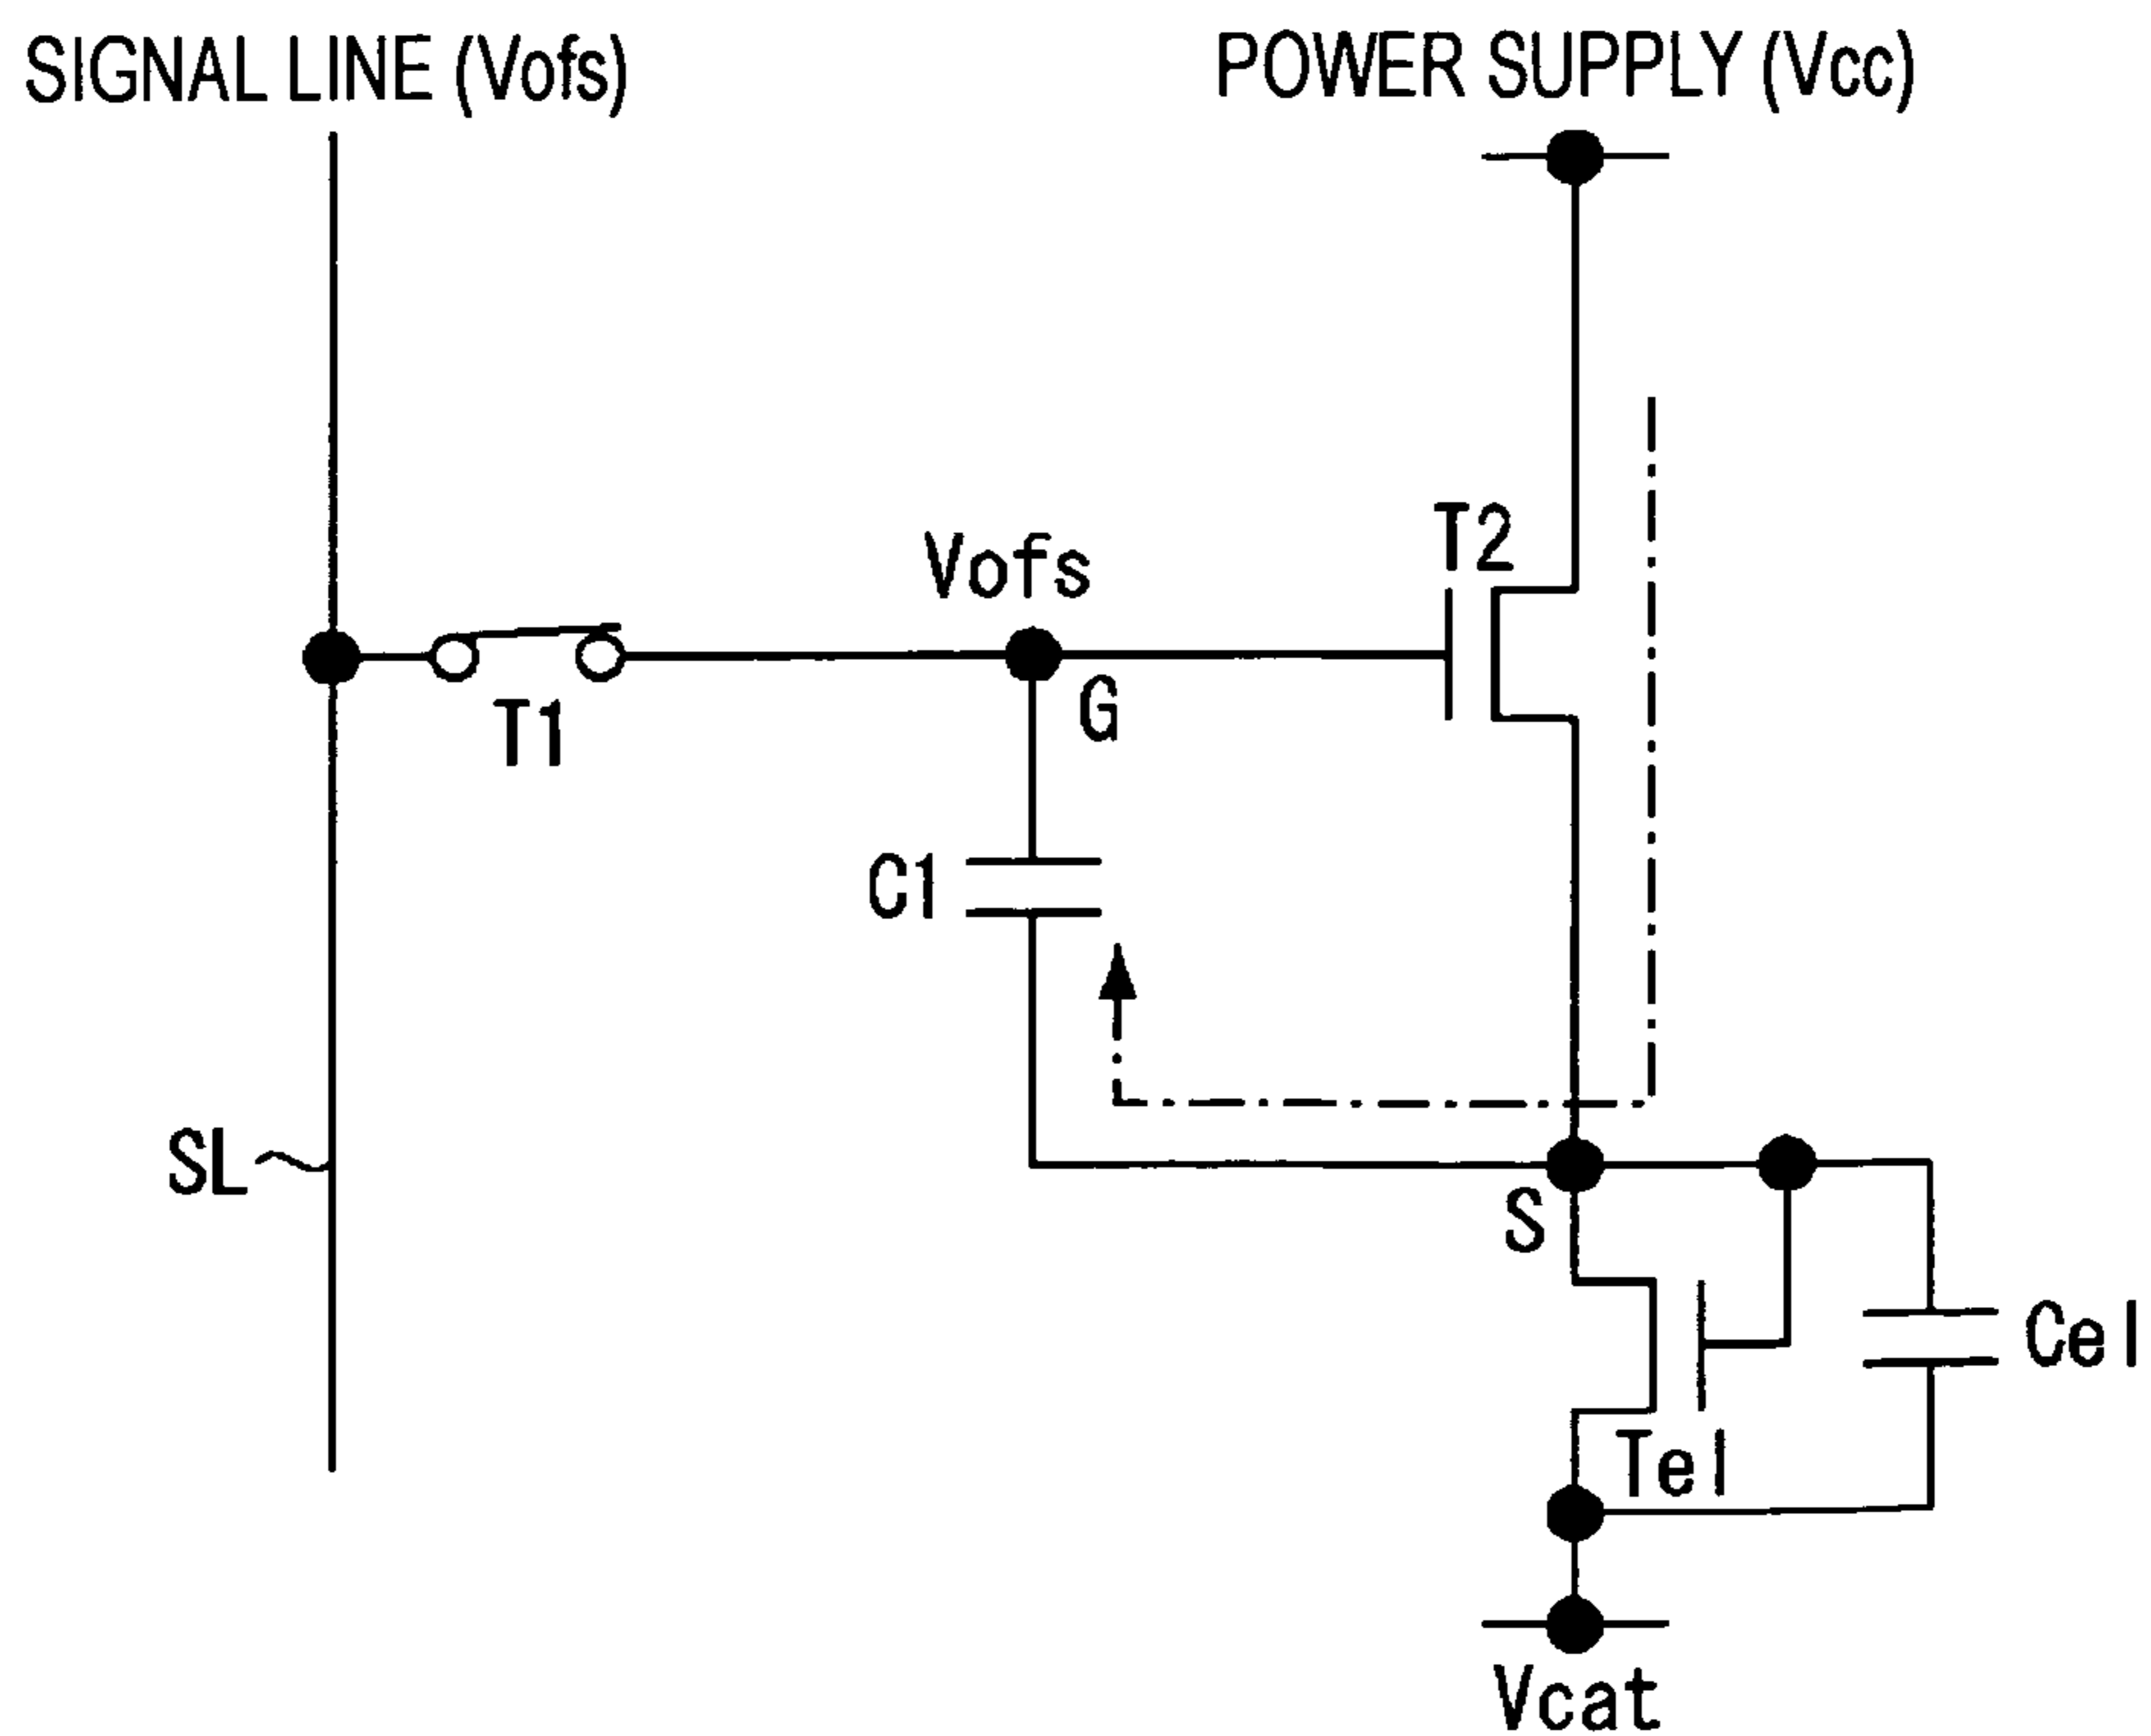 SIGNAL LINE (Vofs)
POWER SUPPLY (Vcc)
T2
Vofs
G
T1
C1
SL
S
Cel
Tel
Vcat